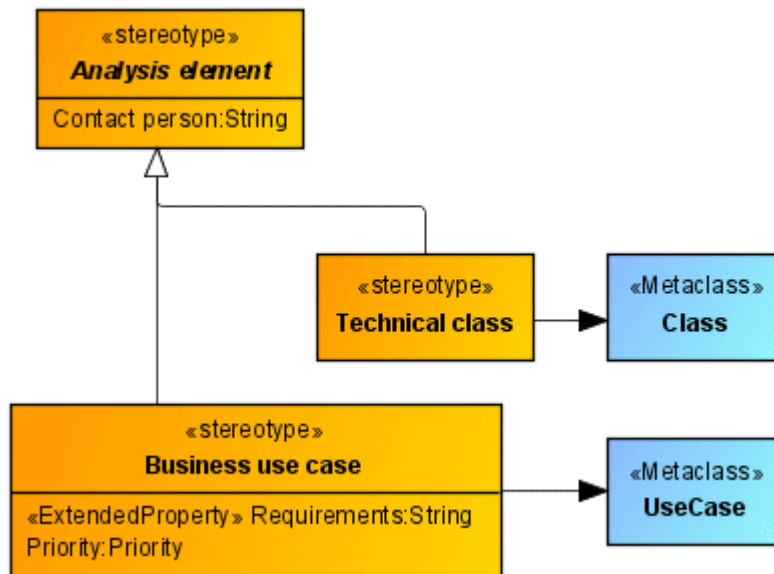 «stereotype»
Analysis element
Contact person:String
«stereotype»
Technical class
«Metaclass»
Class
«stereotype»
Business use case
«ExtendedProperty» Requirements:String
Priority:Priority
«Metaclass»
UseCase